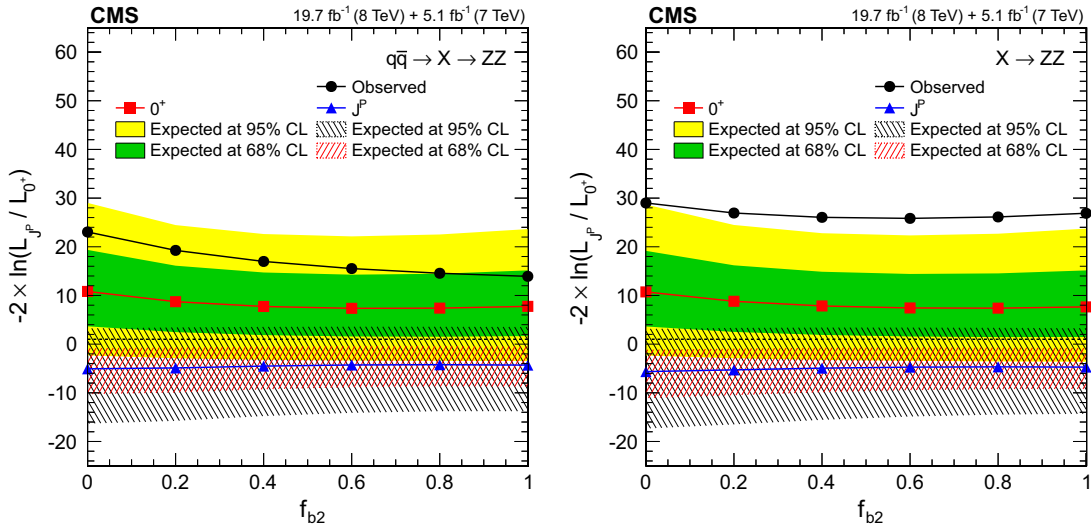 CMS 19.7 fb⁻¹ (8 TeV) + 5.1 fb⁻¹ (7 TeV)
qq̅ → X → ZZ
Observed
0⁺ Jᴾ
Expected at 95% CL Expected at 95% CL
Expected at 68% CL Expected at 68% CL
-2 × ln(L_Jᴾ / L_0⁺)
60
50
40
30
20
10
0
-10
-20
0 0.2 0.4 0.6 0.8 1
f_b2
CMS 19.7 fb⁻¹ (8 TeV) + 5.1 fb⁻¹ (7 TeV)
X → ZZ
Observed
0⁺ Jᴾ
Expected at 95% CL Expected at 95% CL
Expected at 68% CL Expected at 68% CL
-2 × ln(L_Jᴾ / L_0⁺)
60
50
40
30
20
10
0
-10
-20
0 0.2 0.4 0.6 0.8 1
f_b2